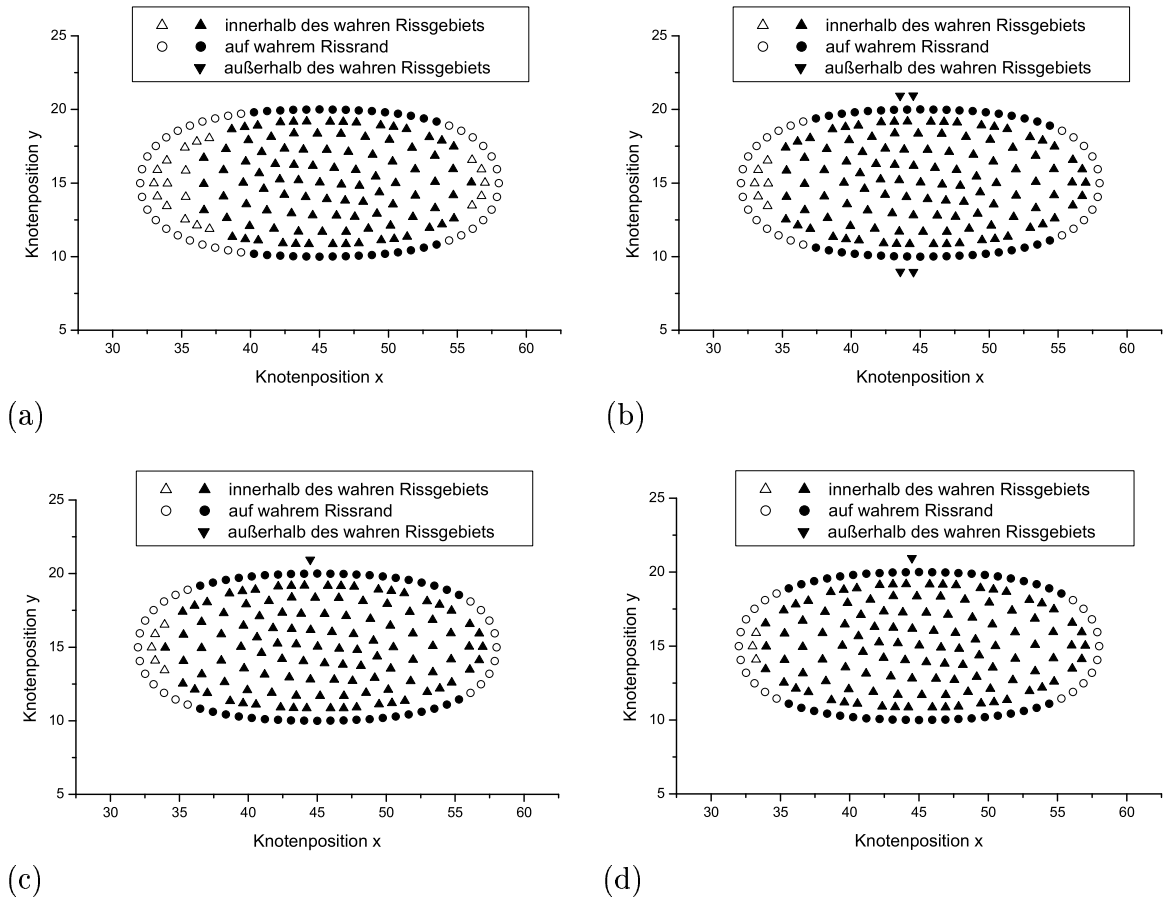 innerhalb des wahren Rissgebiets
auf wahrem Rissrand
außerhalb des wahren Rissgebiets
25
20
15
10
5
Knotenposition y
30 35 40 45 50 55 60
Knotenposition x
(a)
innerhalb des wahren Rissgebiets
auf wahrem Rissrand
außerhalb des wahren Rissgebiets
25
20
15
10
5
Knotenposition y
30 35 40 45 50 55 60
Knotenposition x
(b)
innerhalb des wahren Rissgebiets
auf wahrem Rissrand
außerhalb des wahren Rissgebiets
25
20
15
10
5
Knotenposition y
30 35 40 45 50 55 60
Knotenposition x
(c)
innerhalb des wahren Rissgebiets
auf wahrem Rissrand
außerhalb des wahren Rissgebiets
25
20
15
10
5
Knotenposition y
30 35 40 45 50 55 60
Knotenposition x
(d)